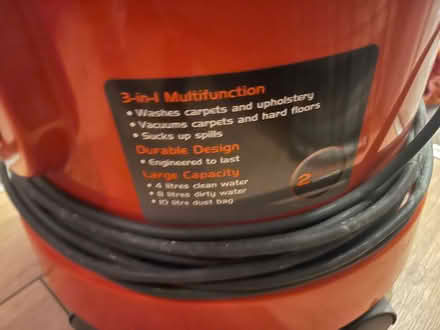 3-in-1 Multifunction
• Washes carpets and upholstery
• Vacuums carpets and hard floors
• Sucks up spills
Durable Design
• Engineered to last
Large Capacity
• 4 litres clean water
• 8 litres dirty water
• 10 litre dust bag
2